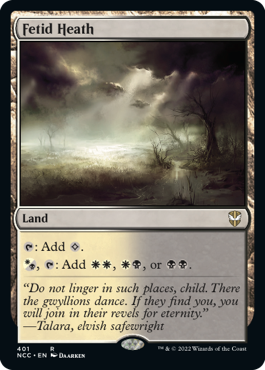 Fetid Heath
Land
: Add .
, : Add , , or .
“Do not linger in such places, child. There
the gwyllions dance. If they find you, you
will join in their revels for eternity.”
—Talara, elvish safewright
401 R
NCC • EN DAARKEN
™ & © 2022 Wizards of the Coast